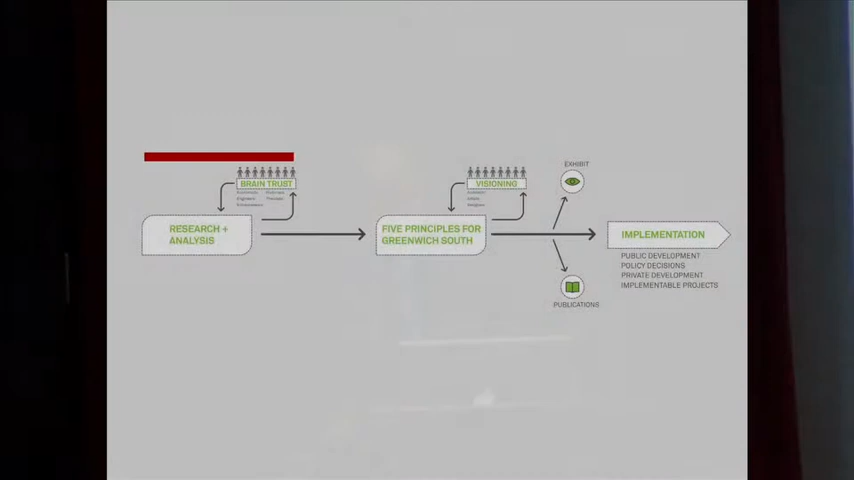 BRAIN TRUST
RESEARCH +
ANALYSIS
VISIONING
FIVE PRINCIPLES FOR
GREENWICH SOUTH
EXHIBIT
PUBLICATIONS
IMPLEMENTATION
PUBLIC DEVELOPMENT
POLICY DECISIONS
PRIVATE DEVELOPMENT
IMPLEMENTABLE PROJECTS